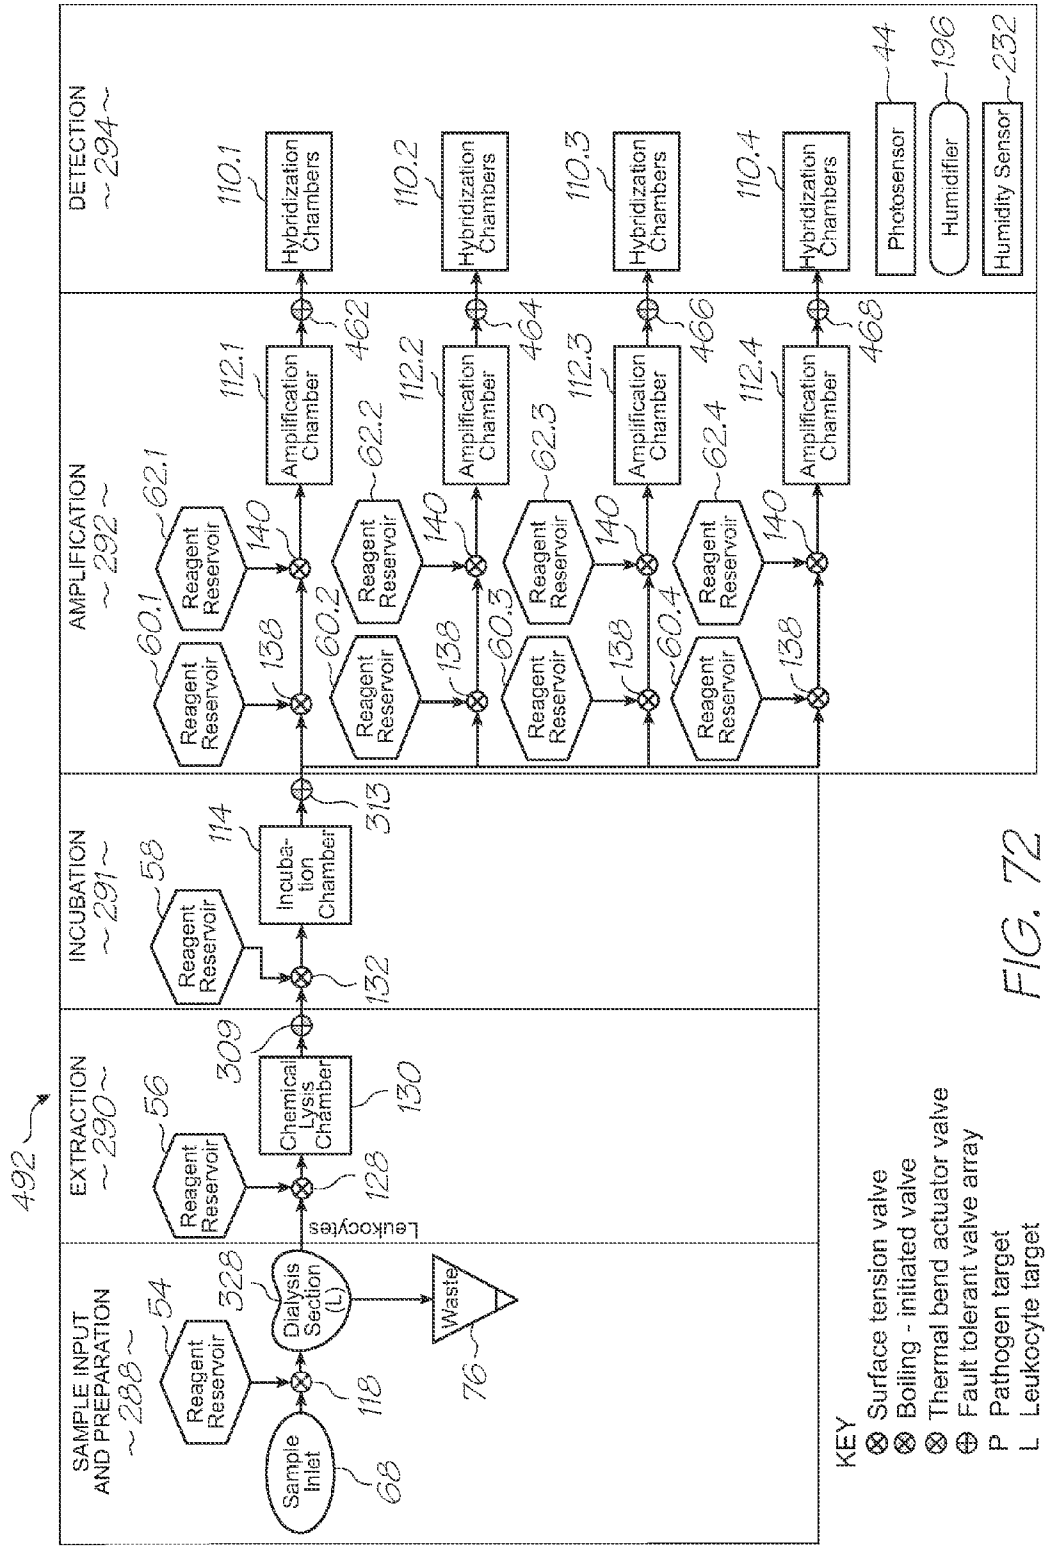 492
SAMPLE INPUT
AND PREPARATION
~ 288 ~
EXTRACTION
~ 290 ~
INCUBATION
~ 291 ~
AMPLIFICATION
~ 292 ~
DETECTION
~ 294 ~
Sample
Inlet
68
Reagent
Reservoir
54
118
Dialysis
Section
(L)
328
Waste
76
Leukocytes
Reagent
Reservoir
56
128
Chemical
Lysis
Chamber
130
309
Reagent
Reservoir
58
132
Incuba-
tion
Chamber
114
313
Reagent
Reservoir
60.1
138
Reagent
Reservoir
62.1
140
Amplification
Chamber
112.1
462
Hybridization
Chambers
110.1
Reagent
Reservoir
60.2
138
Reagent
Reservoir
62.2
140
Amplification
Chamber
112.2
464
Hybridization
Chambers
110.2
Reagent
Reservoir
60.3
138
Reagent
Reservoir
62.3
140
Amplification
Chamber
112.3
466
Hybridization
Chambers
110.3
Reagent
Reservoir
60.4
138
Reagent
Reservoir
62.4
140
Amplification
Chamber
112.4
468
Hybridization
Chambers
110.4
Photosensor
44
Humidifier
196
Humidity Sensor
232
KEY
Surface tension valve
Boiling - initiated valve
Thermal bend actuator valve
Fault tolerant valve array
P Pathogen target
L Leukocyte target
FIG. 72